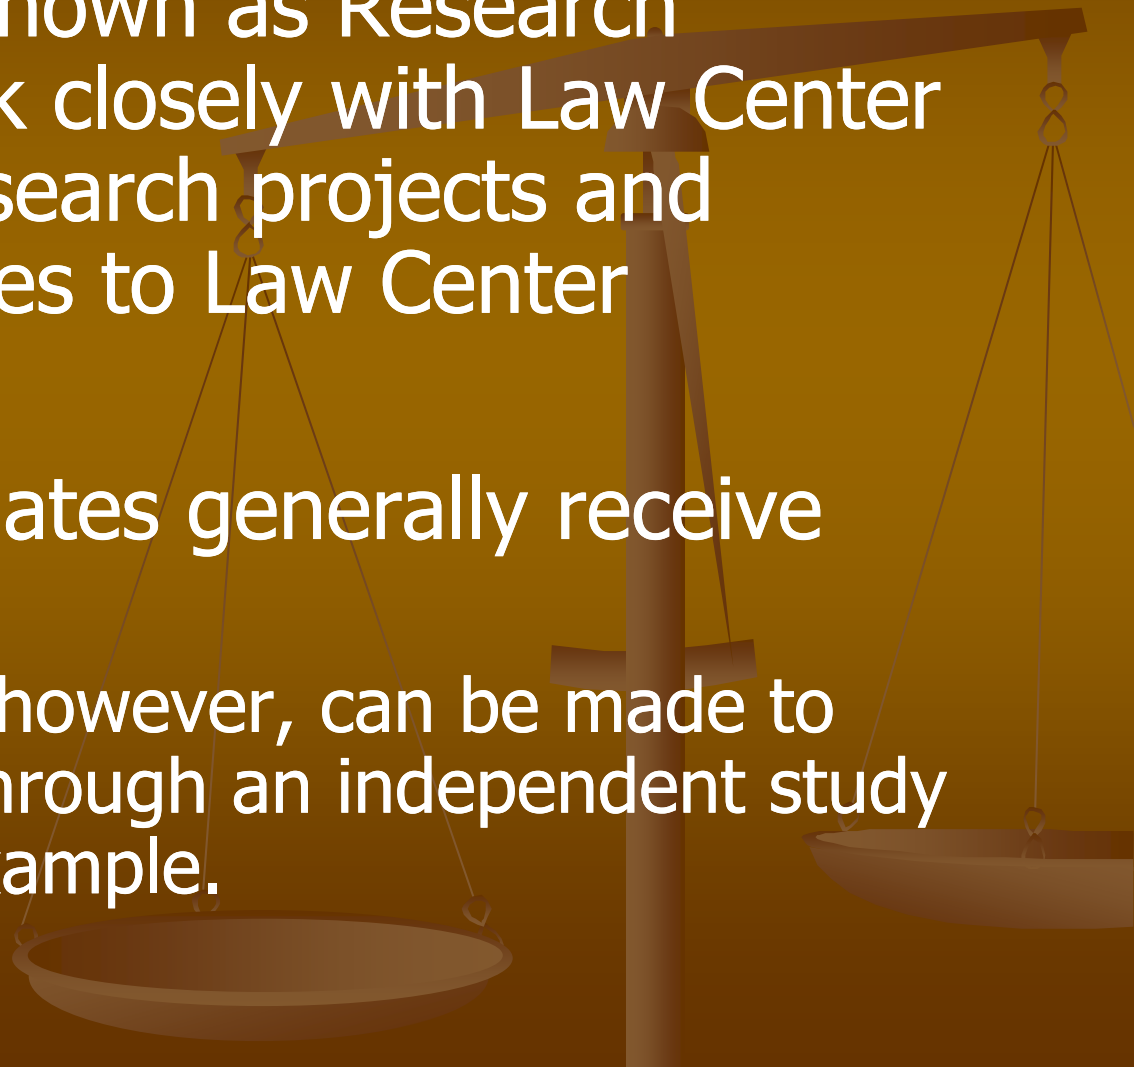 nown as Research
k closely with Law Center
search projects and
es to Law Center
ates generally receive
however, can be made to
hrough an independent study
ample.